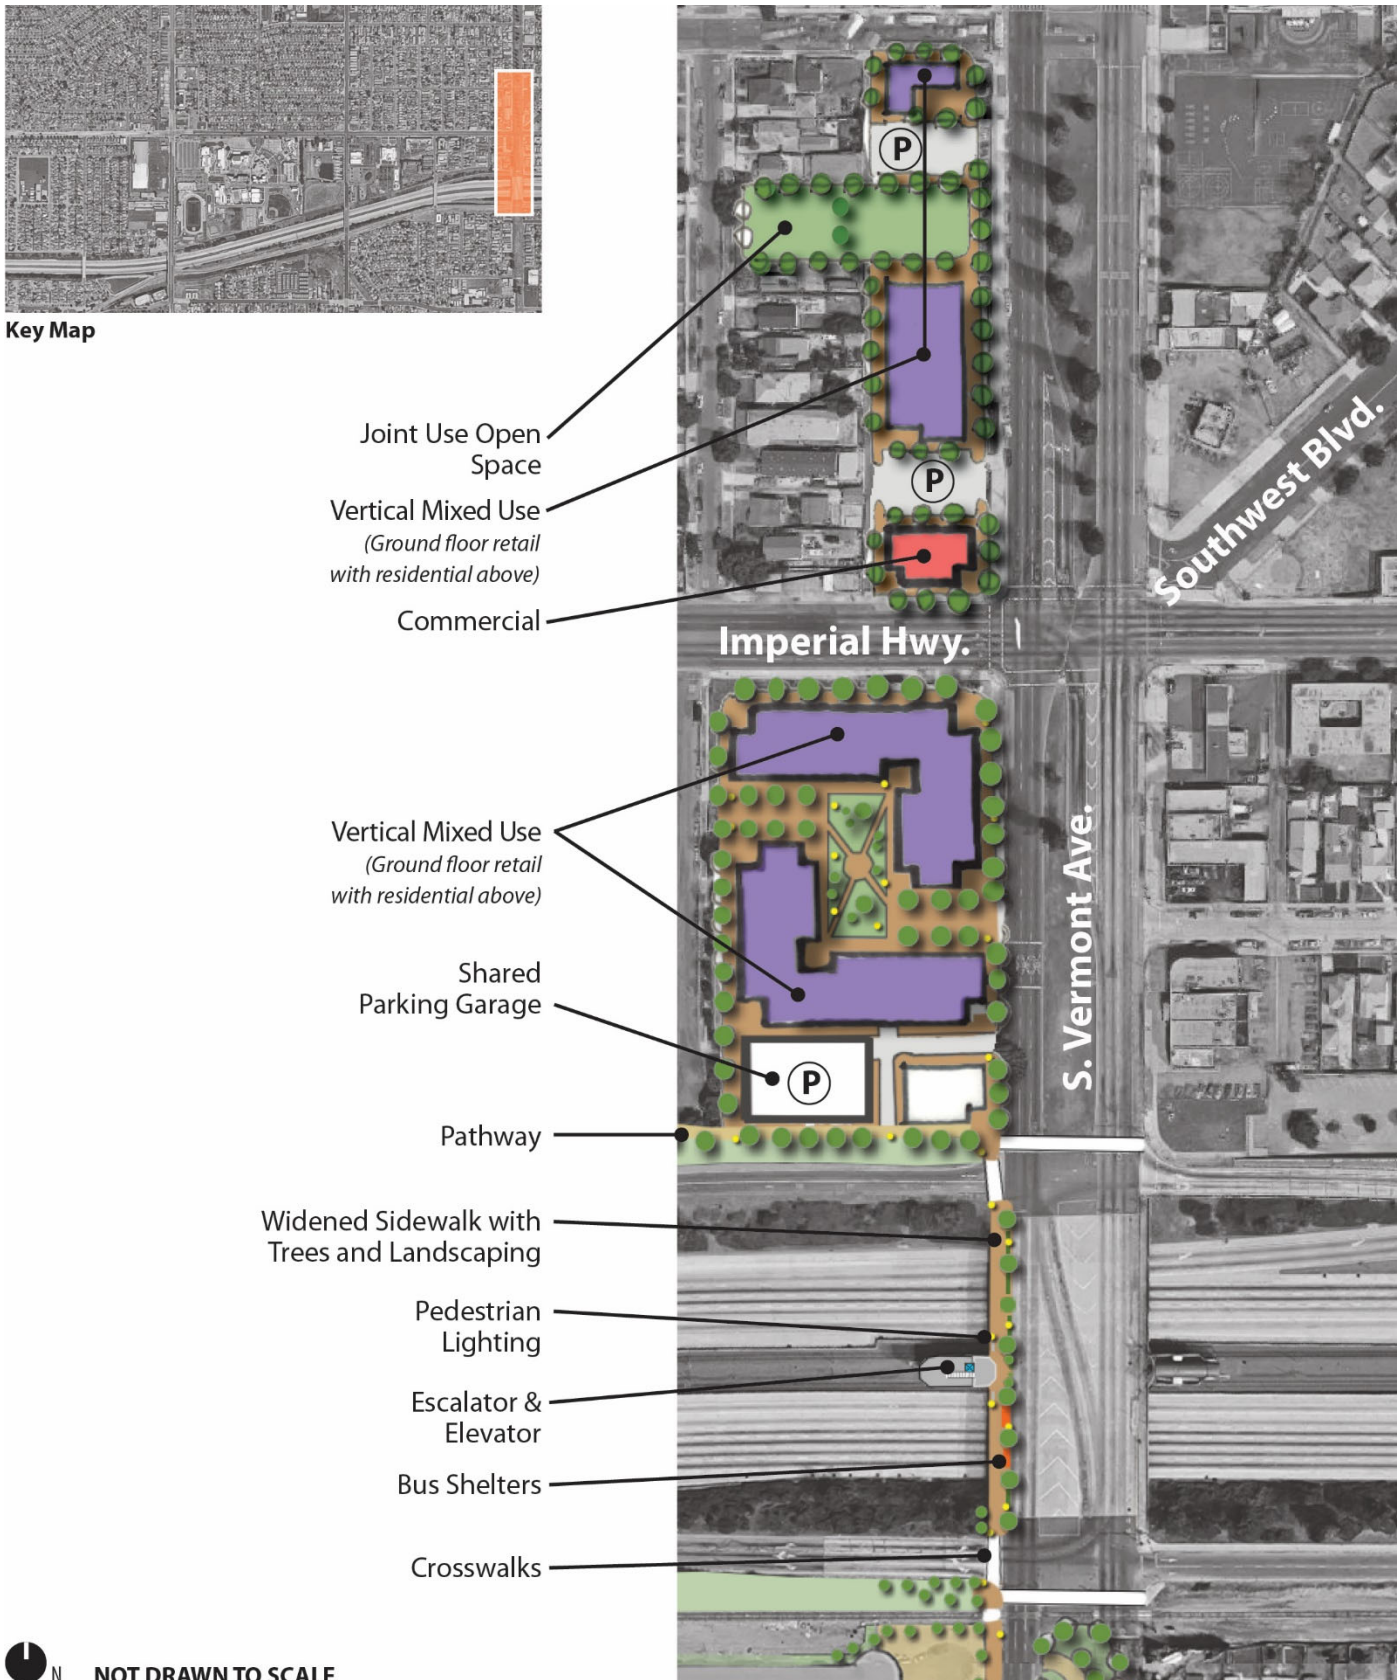 Key Map
Joint Use Open
Space
Vertical Mixed Use
(Ground floor retail
with residential above)
Commercial
Vertical Mixed Use
(Ground floor retail
with residential above)
Shared
Parking Garage
Pathway
Widened Sidewalk with
Trees and Landscaping
Pedestrian
Lighting
Escalator &
Elevator
Bus Shelters
Crosswalks
N
NOT DRAWN TO SCALE
P
P
Southwest Blvd.
Imperial Hwy.
S. Vermont Ave.
P